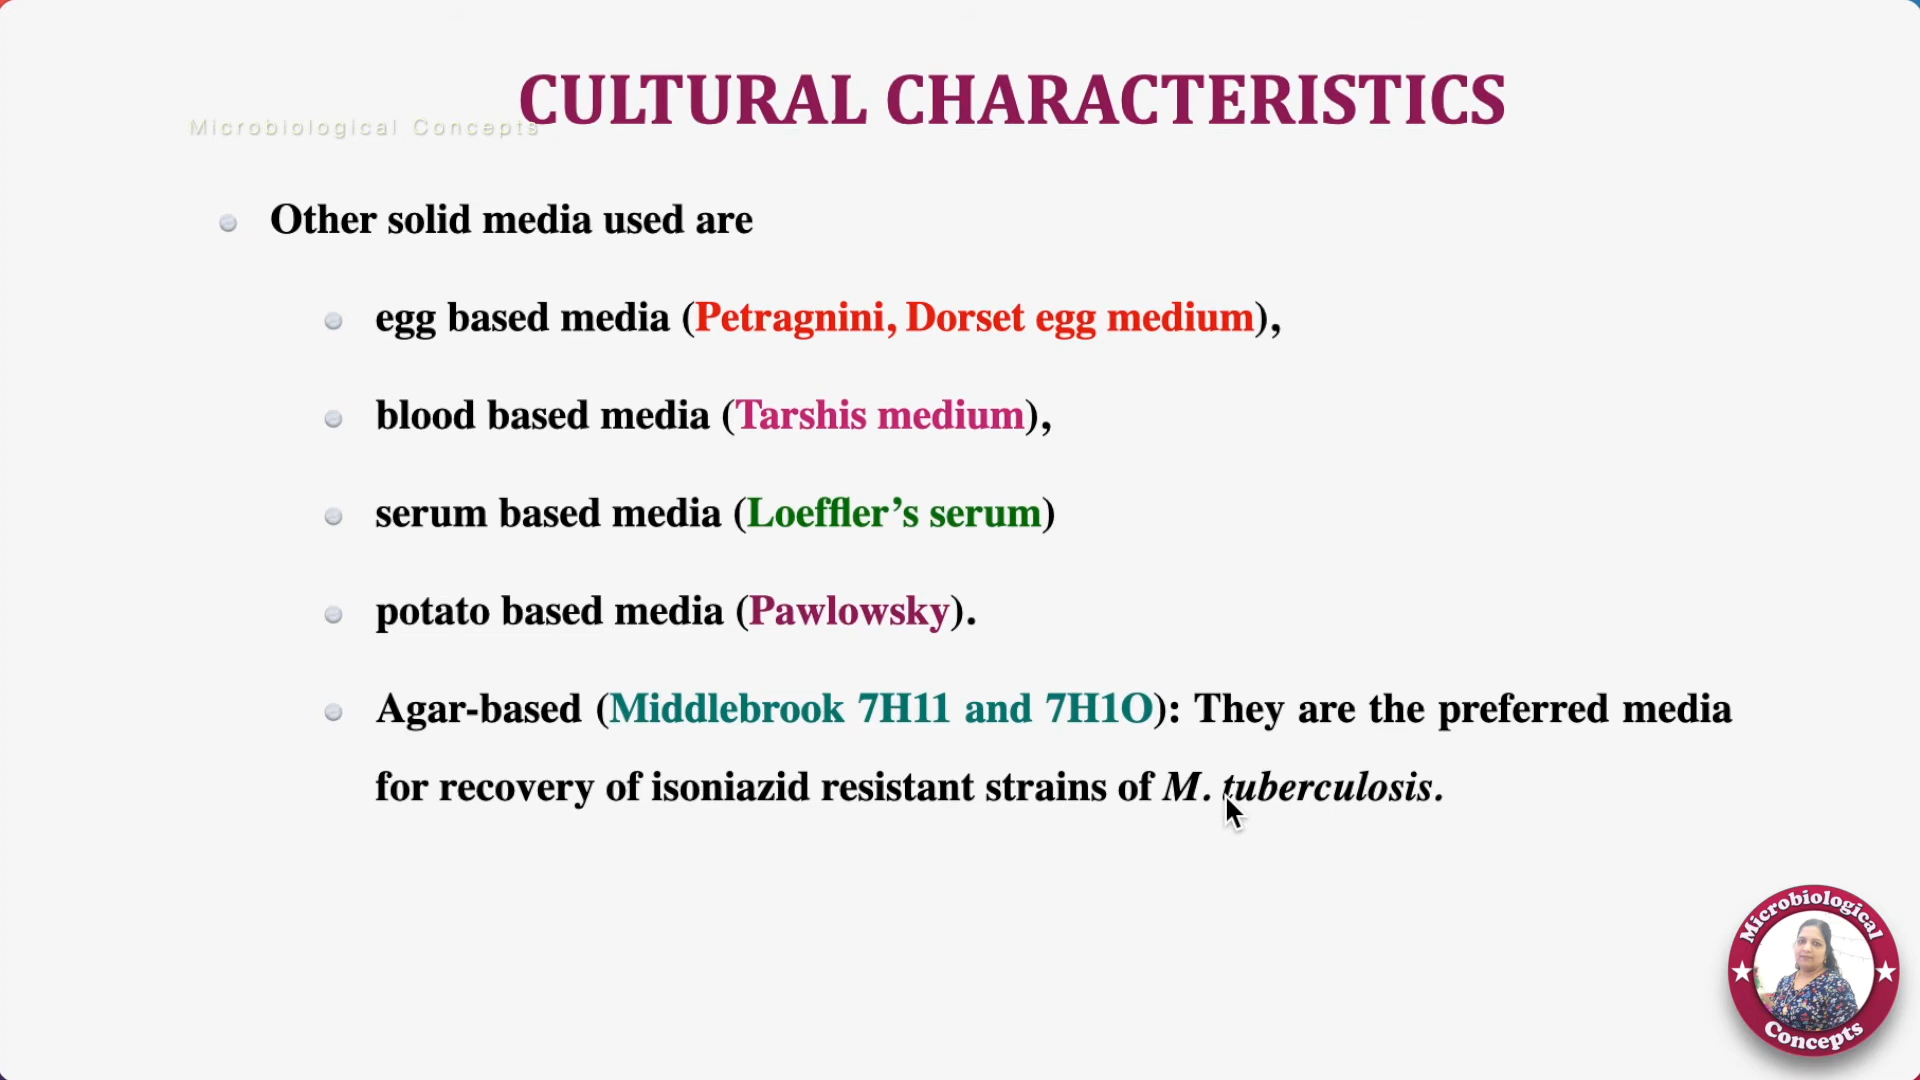 CULTURAL CHARACTERISTICS
Microbiological Concepts
Other solid media used are
egg based media (Petragnini, Dorset egg medium),
blood based media (Tarshis medium),
serum based media (Loeffler’s serum)
potato based media (Pawlowsky).
Agar-based (Middlebrook 7H11 and 7H1O): They are the preferred media
for recovery of isoniazid resistant strains of M. tuberculosis.
Microbiological
Concepts